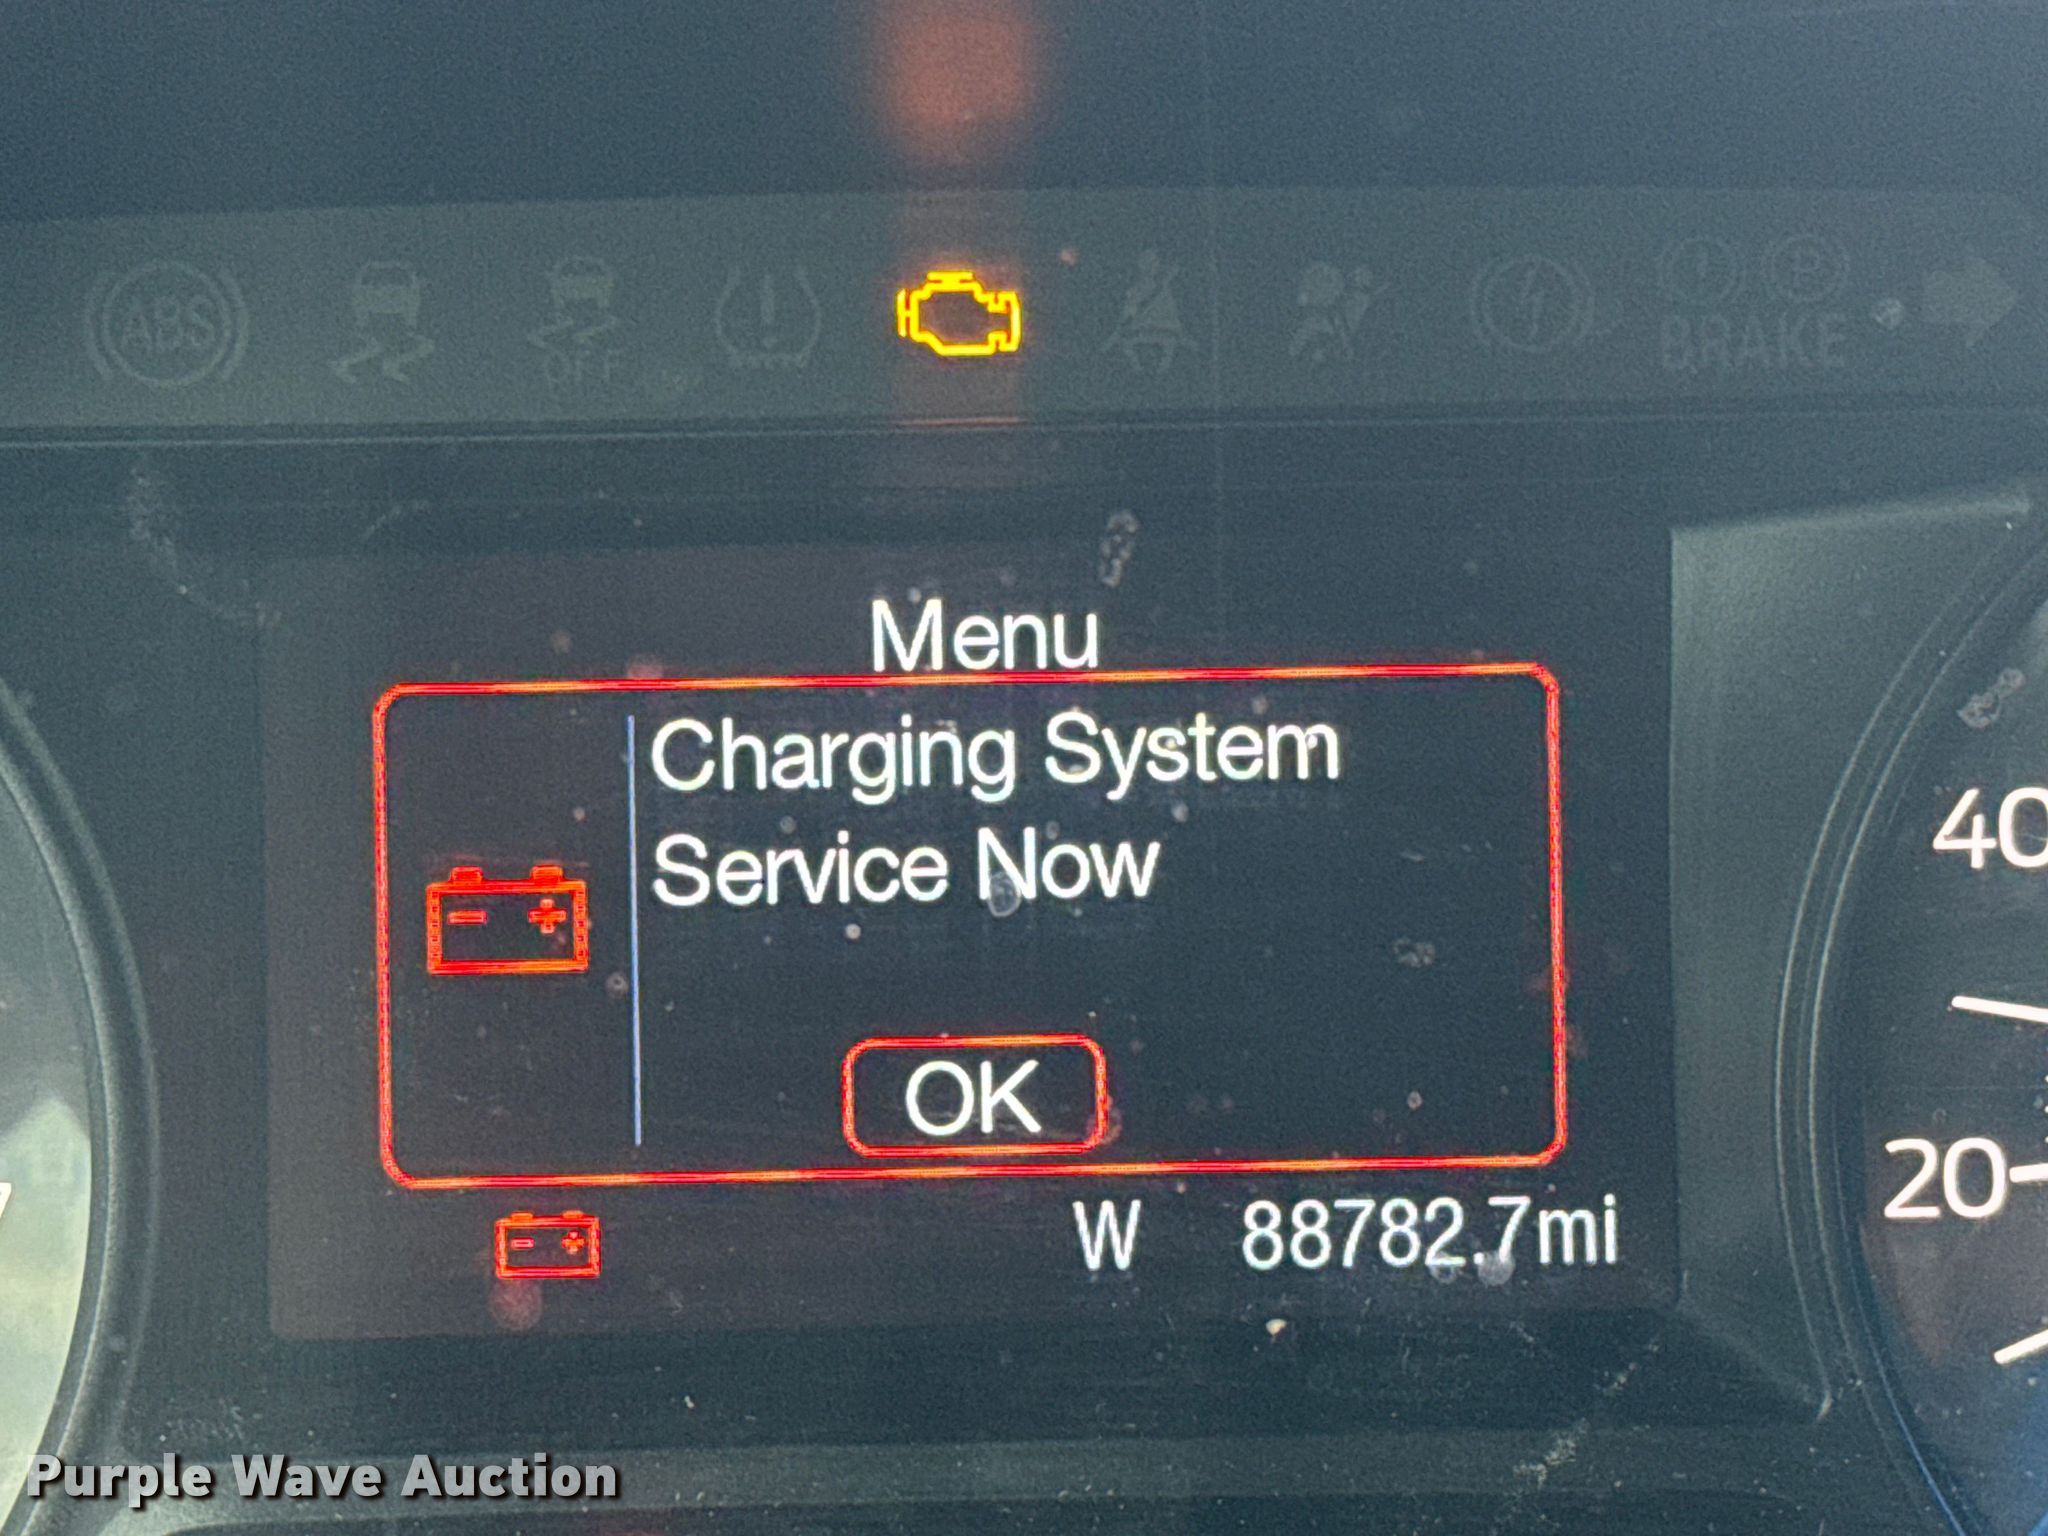 ABS
OFF
BRAKE
Menu
Charging System
Service Now
OK
W 88782.7mi
40
20
Purple Wave Auction